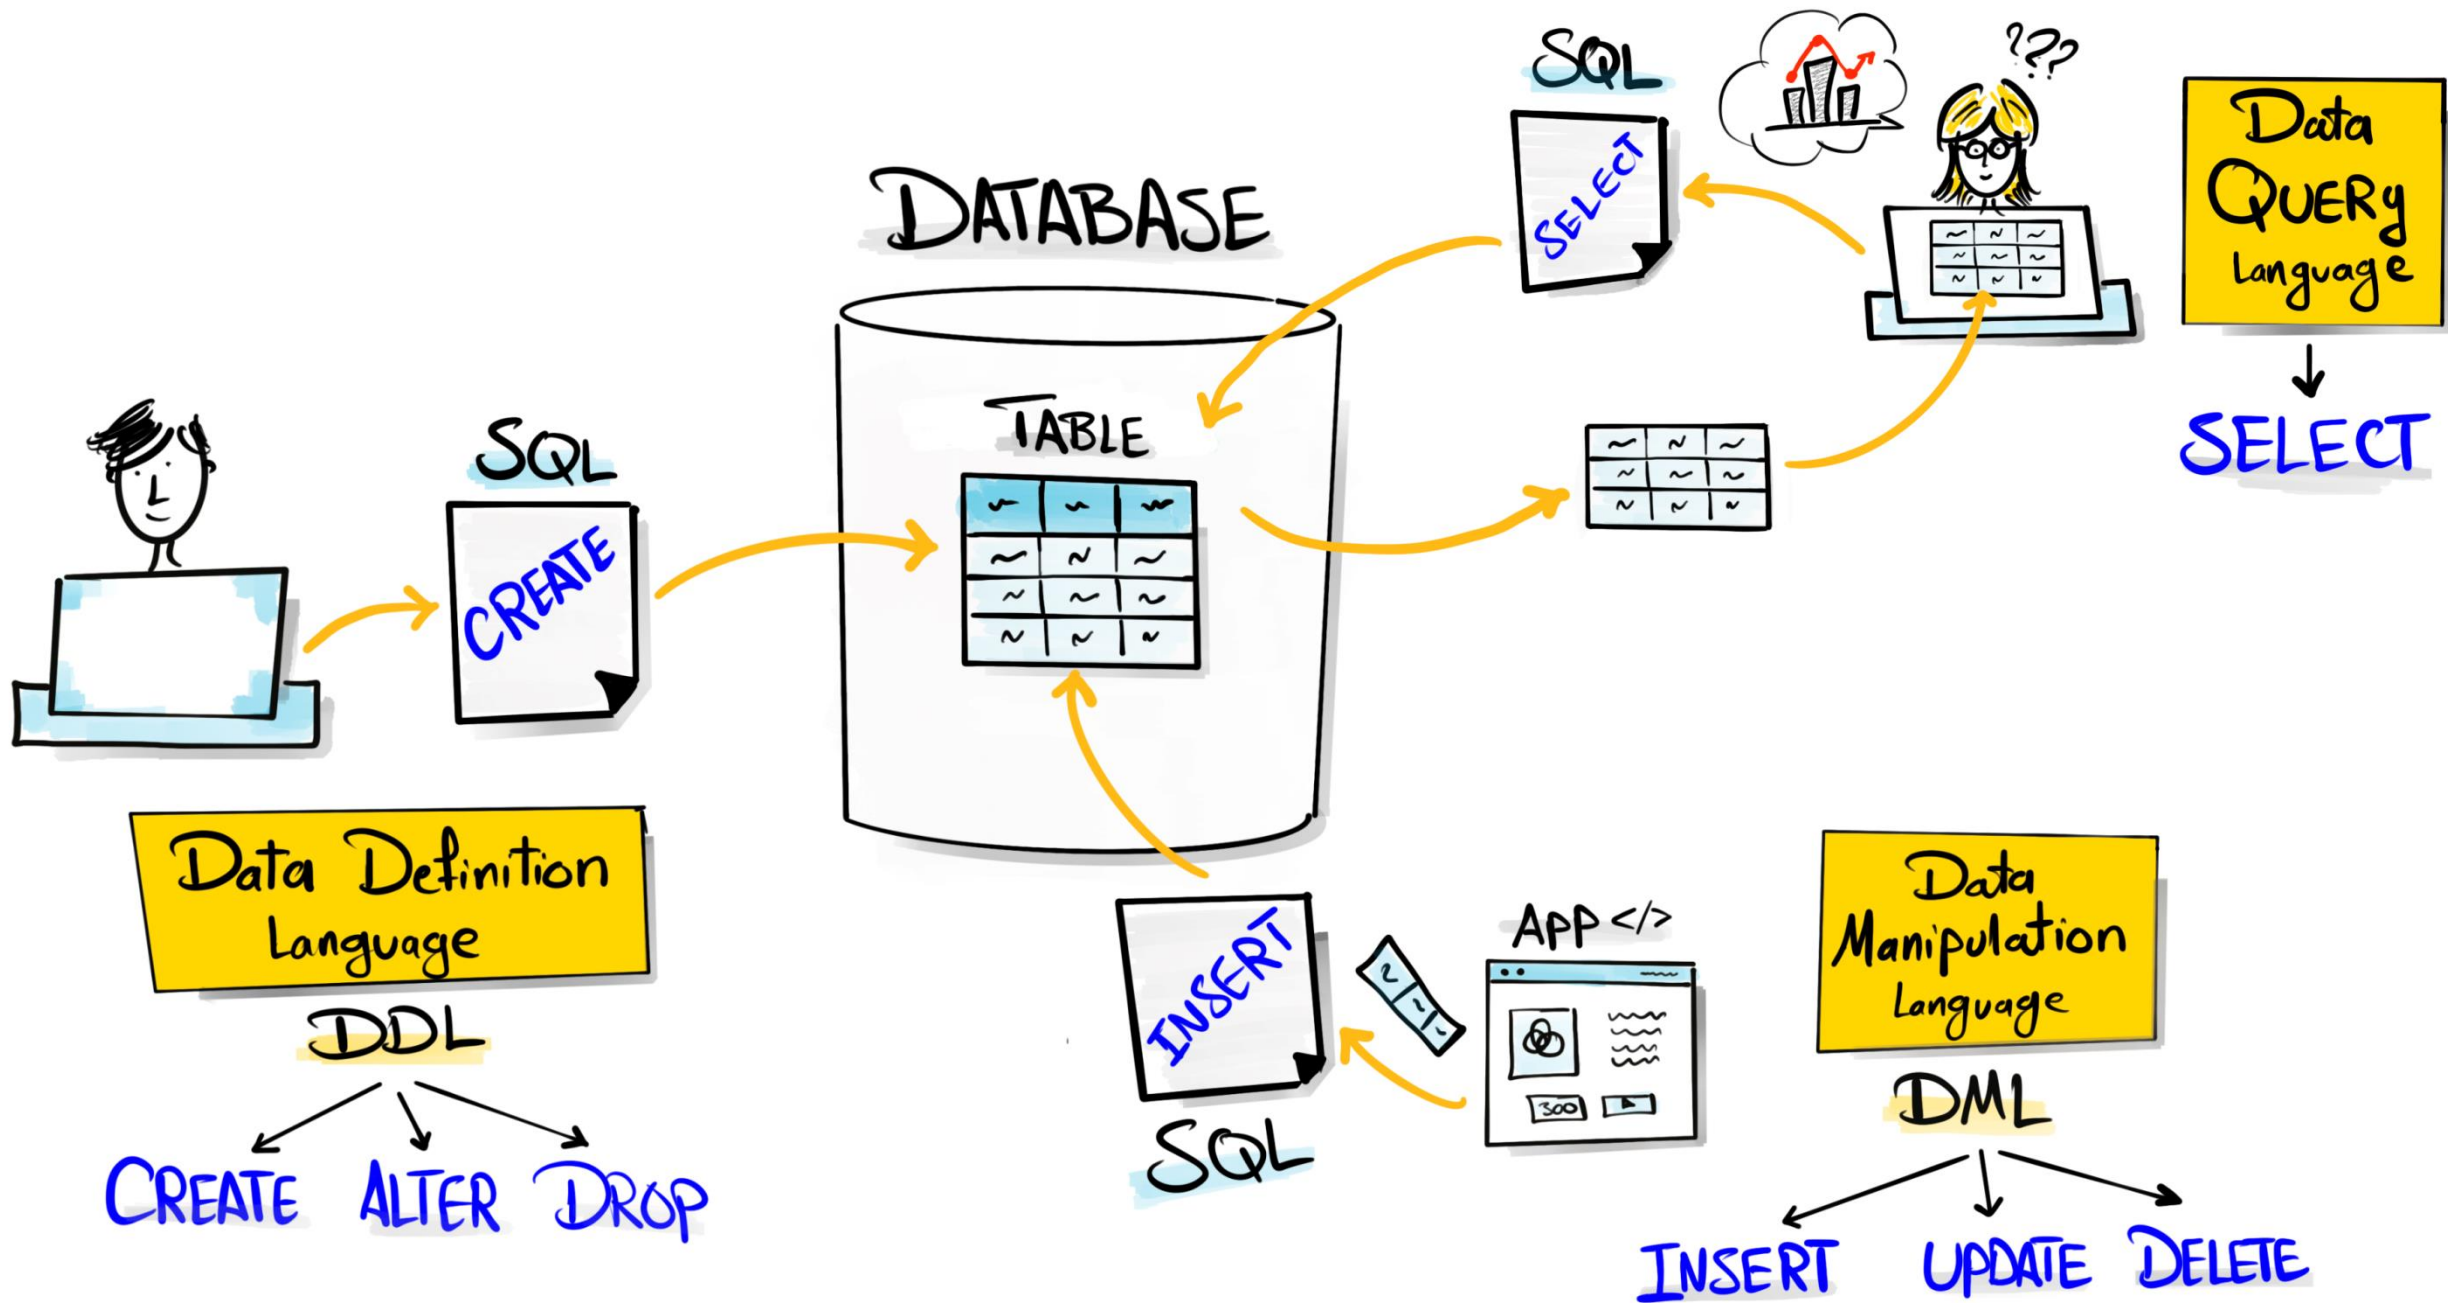 SQL
???
Data
QUERy
Language
SELECT
DATABASE
SELECT
TABLE
SQL
CREATE
Data Definition
Language
DDL
CREATE ALTER DROP
INSERT
SQL
APP </>
300
Data
Manipulation
Language
DML
INSERT UPDATE DELETE